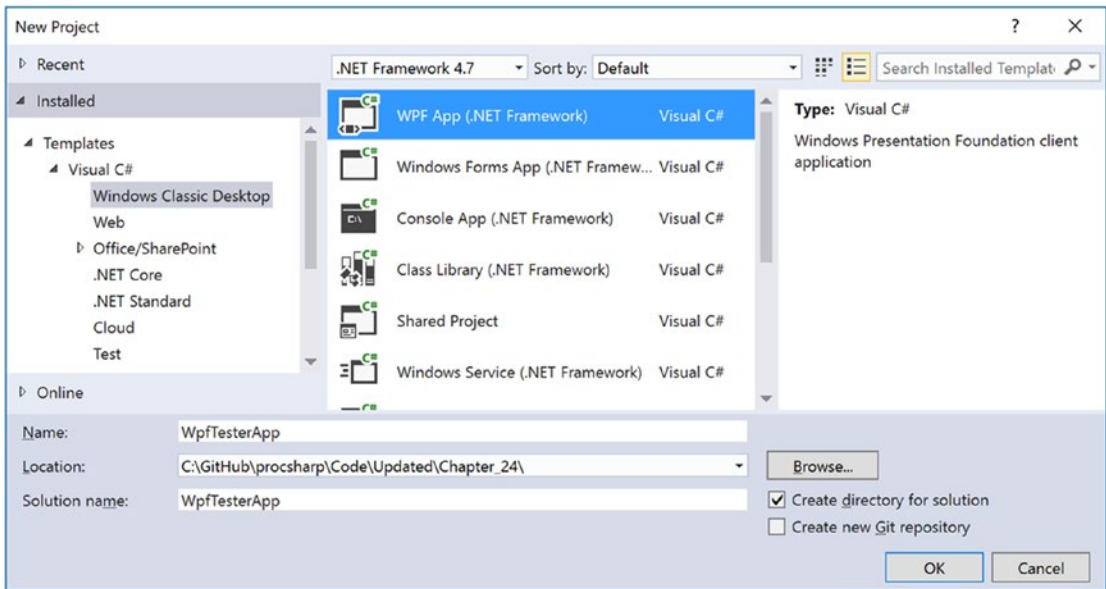 New Project
?
Recent
Installed
Templates
Visual C#
Windows Classic Desktop
Web
Office/SharePoint
.NET Core
.NET Standard
Cloud
Test
Online
.NET Framework 4.7
Sort by: Default
Search Installed Templat
WPF App (.NET Framework) Visual C#
Windows Forms App (.NET Framew... Visual C#
Console App (.NET Framework) Visual C#
Class Library (.NET Framework) Visual C#
Shared Project Visual C#
Windows Service (.NET Framework) Visual C#
Type: Visual C#
Windows Presentation Foundation client
application
Name: WpfTesterApp
Location: C:\GitHub\procsharp\Code\Updated\Chapter_24\
Browse...
Solution name: WpfTesterApp
Create directory for solution
Create new Git repository
OK
Cancel